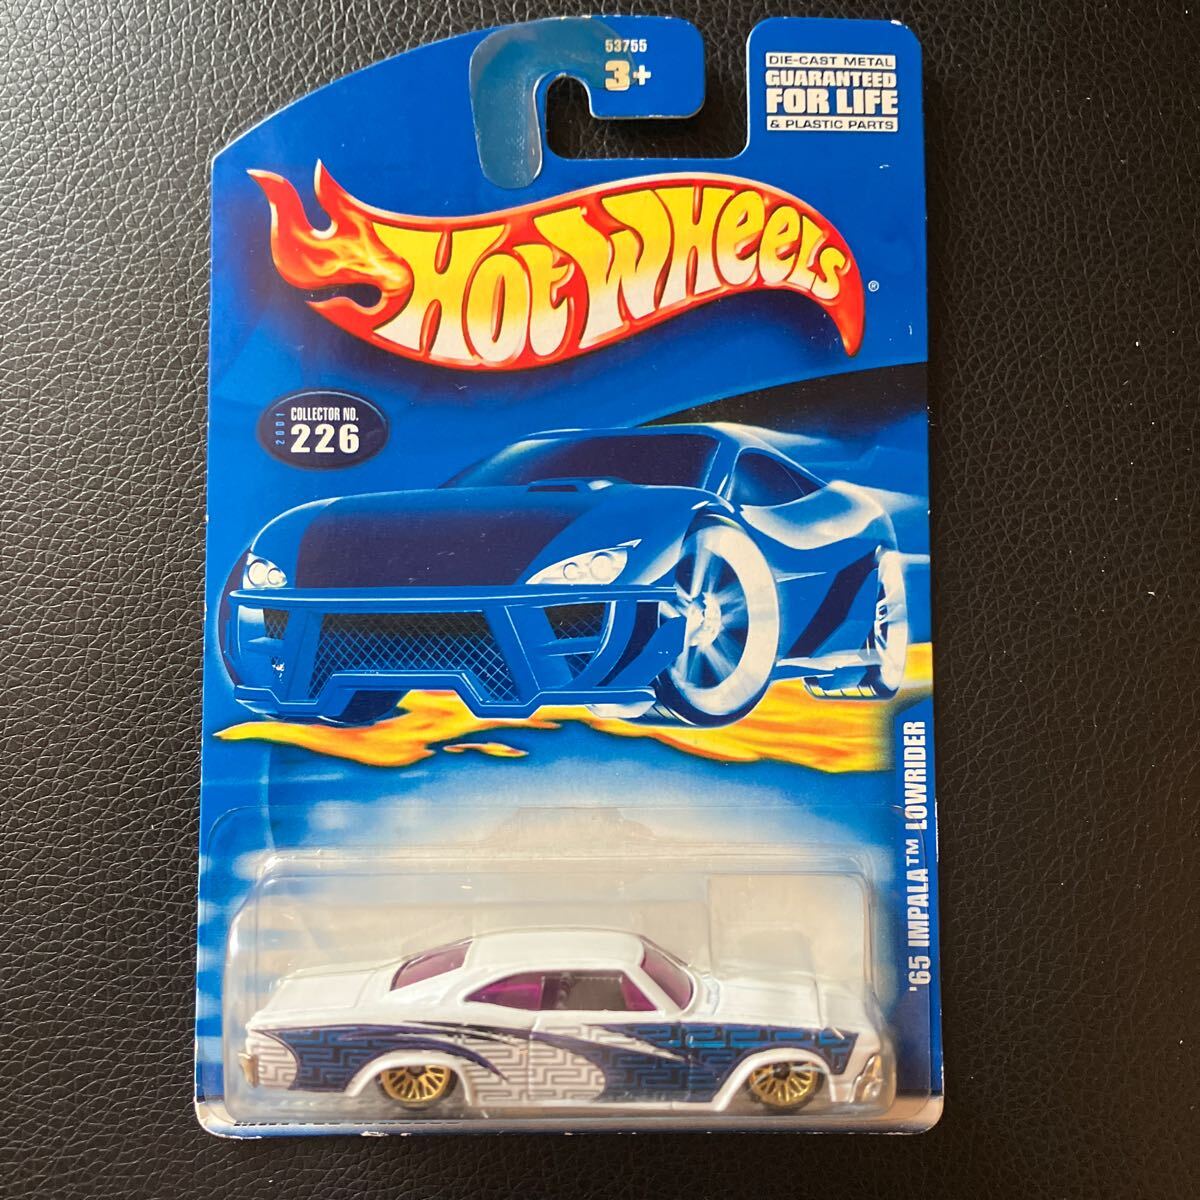 53755
3+
DIE-CAST METAL
GUARANTEED
FOR LIFE
& PLASTIC PARTS
HOT WHEELS
®
2001
COLLECTOR NO.
226
'65 IMPALA™ LOWRIDER